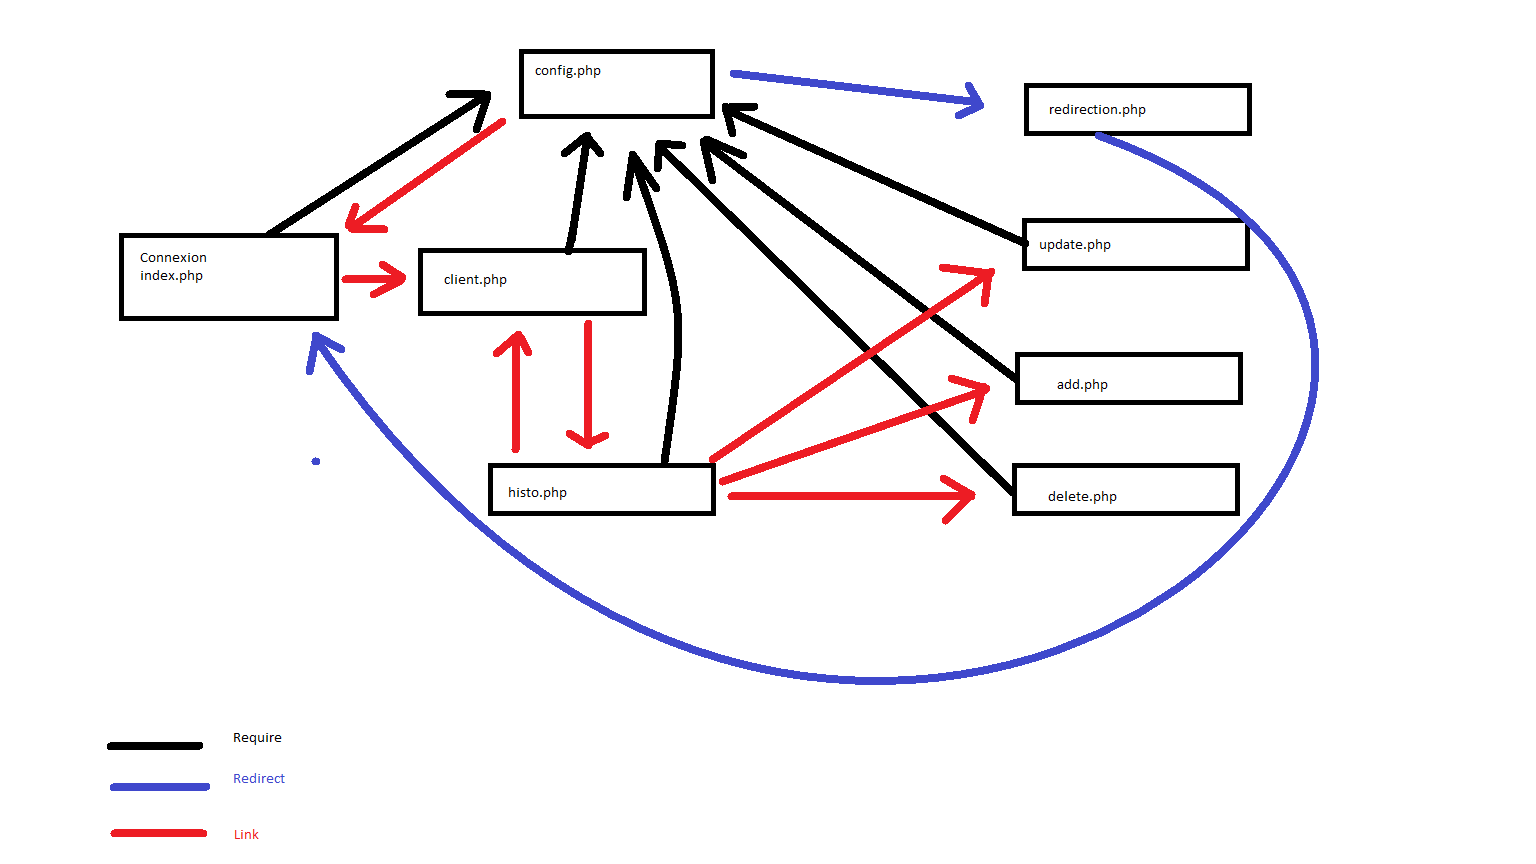 config.php
redirection.php
Connexion
index.php
client.php
update.php
add.php
histo.php
delete.php
Require
Redirect
Link